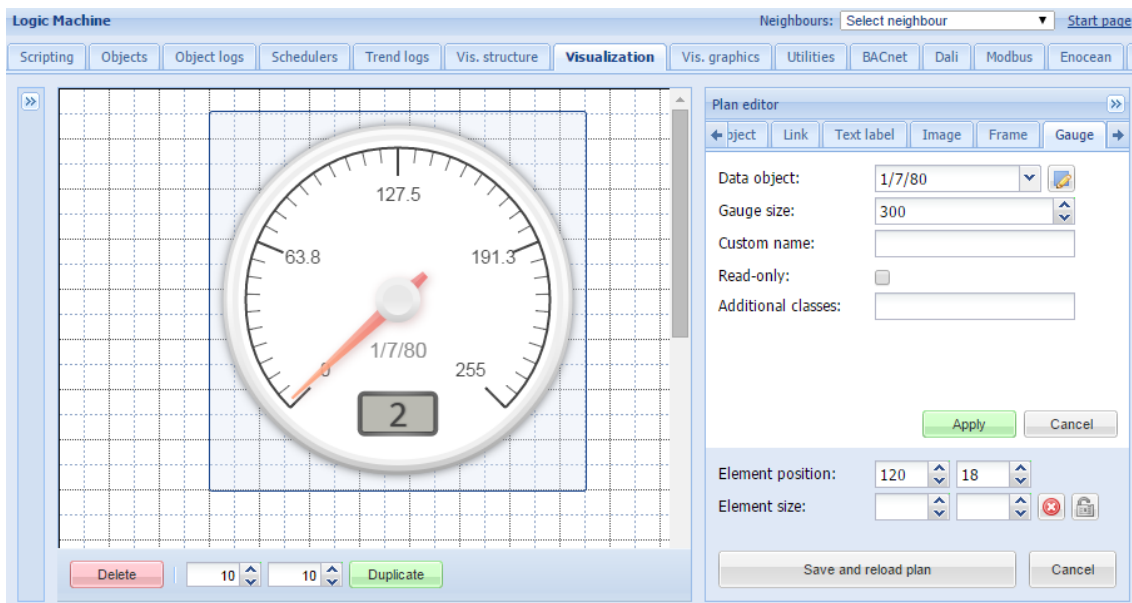 Logic Machine
Neighbours: Select neighbour Start page
Scripting Objects Object logs Schedulers Trend logs Vis. structure Visualization Vis. graphics Utilities BACnet Dali Modbus Enocean
Plan editor
Link Text label Image Frame Gauge
Data object: 1/7/80
Gauge size: 300
Custom name:
Read-only:
Additional classes:
Apply Cancel
Element position: 120 18
Element size:
Save and reload plan Cancel
127.5
63.8 191.3
1/7/80
0 255
2
Delete 10 10 Duplicate